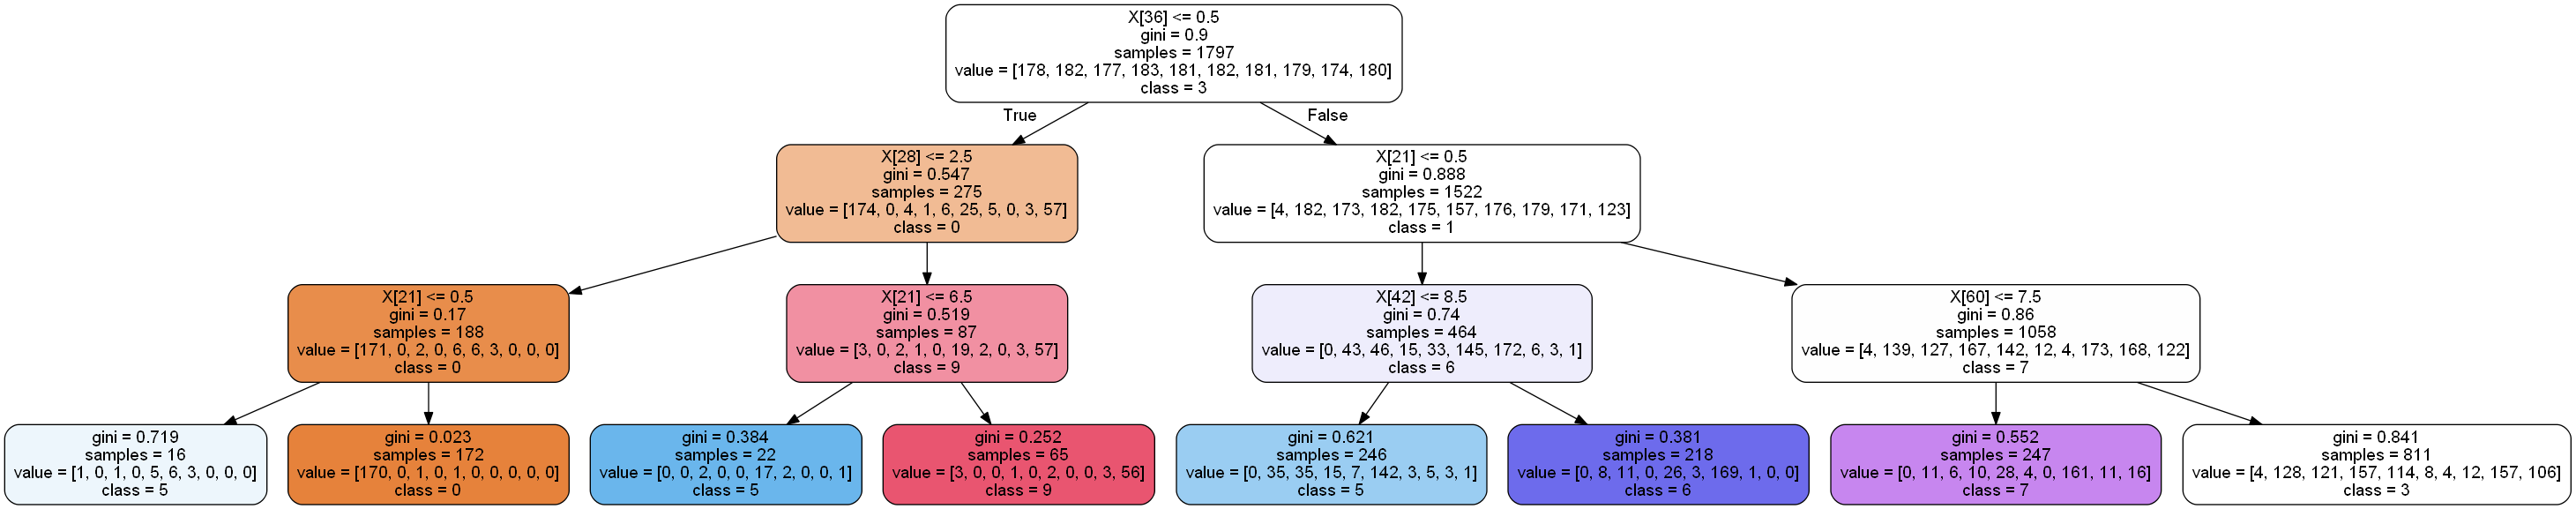 X[36] <= 0.5
gini = 0.9
samples = 1797
value = [178, 182, 177, 183, 181, 182, 181, 179, 174, 180]
class = 3
True
False
X[28] <= 2.5
gini = 0.547
samples = 275
value = [174, 0, 4, 1, 6, 25, 5, 0, 3, 57]
class = 0
X[21] <= 0.5
gini = 0.888
samples = 1522
value = [4, 182, 173, 182, 175, 157, 176, 179, 171, 123]
class = 1
X[21] <= 0.5
gini = 0.17
samples = 188
value = [171, 0, 2, 0, 6, 6, 3, 0, 0, 0]
class = 0
X[21] <= 6.5
gini = 0.519
samples = 87
value = [3, 0, 2, 1, 0, 19, 2, 0, 3, 57]
class = 9
X[42] <= 8.5
gini = 0.74
samples = 464
value = [0, 43, 46, 15, 33, 145, 172, 6, 3, 1]
class = 6
X[60] <= 7.5
gini = 0.86
samples = 1058
value = [4, 139, 127, 167, 142, 12, 4, 173, 168, 122]
class = 7
gini = 0.719
samples = 16
value = [1, 0, 1, 0, 5, 6, 3, 0, 0, 0]
class = 5
gini = 0.023
samples = 172
value = [170, 0, 1, 0, 1, 0, 0, 0, 0, 0]
class = 0
gini = 0.384
samples = 22
value = [0, 0, 2, 0, 0, 17, 2, 0, 0, 1]
class = 5
gini = 0.252
samples = 65
value = [3, 0, 0, 1, 0, 2, 0, 0, 3, 56]
class = 9
gini = 0.621
samples = 246
value = [0, 35, 35, 15, 7, 142, 3, 5, 3, 1]
class = 5
gini = 0.381
samples = 218
value = [0, 8, 11, 0, 26, 3, 169, 1, 0, 0]
class = 6
gini = 0.552
samples = 247
value = [0, 11, 6, 10, 28, 4, 0, 161, 11, 16]
class = 7
gini = 0.841
samples = 811
value = [4, 128, 121, 157, 114, 8, 4, 12, 157, 106]
class = 3